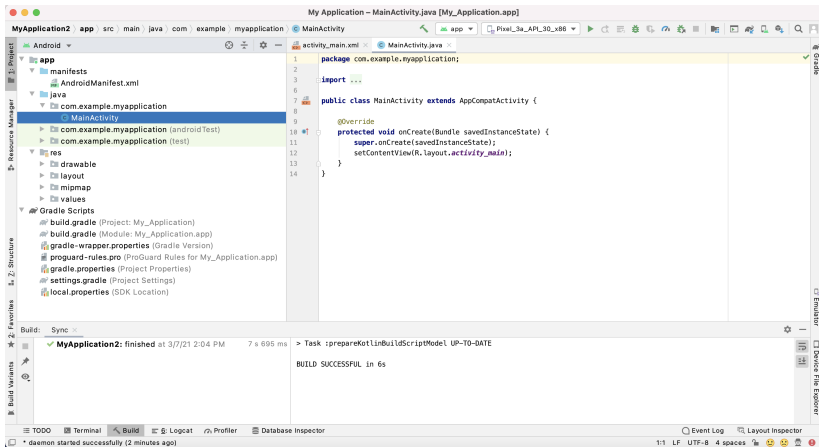 My Application – MainActivity.java [My_Application.app]
MyApplication2 app src main java com example myapplication MainActivity
app
Pixel_3a_API_30_x86
1: Project
Resource Manager
Z: Structure
2: Favorites
Build Variants
Android
app
manifests
AndroidManifest.xml
java
com.example.myapplication
MainActivity
com.example.myapplication (androidTest)
com.example.myapplication (test)
res
drawable
layout
mipmap
values
Gradle Scripts
build.gradle (Project: My_Application)
build.gradle (Module: My_Application.app)
gradle-wrapper.properties (Gradle Version)
proguard-rules.pro (ProGuard Rules for My_Application.app)
gradle.properties (Project Properties)
settings.gradle (Project Settings)
local.properties (SDK Location)
activity_main.xml
MainActivity.java
1 package com.example.myapplication;
2
3 import ...
6
7 public class MainActivity extends AppCompatActivity {
8
9 @Override
10 protected void onCreate(Bundle savedInstanceState) {
11 super.onCreate(savedInstanceState);
12 setContentView(R.layout.activity_main);
13 }
14 }
Gradle
Emulator
Device File Explorer
Build: Sync
MyApplication2: finished at 3/7/21 2:04 PM 7 s 695 ms
> Task :prepareKotlinBuildScriptModel UP-TO-DATE
BUILD SUCCESSFUL in 6s
TODO Terminal Build 6: Logcat Profiler Database Inspector Event Log Layout Inspector
* daemon started successfully (2 minutes ago) 1:1 LF UTF-8 4 spaces